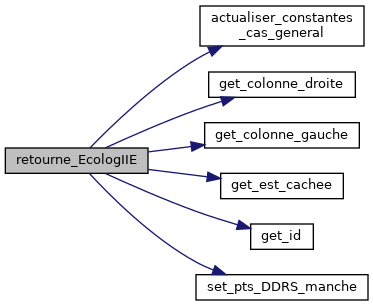 actualiser_constantes
_cas_general
get_colonne_droite
get_colonne_gauche
retourne_EcologIIE
get_est_cachee
get_id
set_pts_DDRS_manche